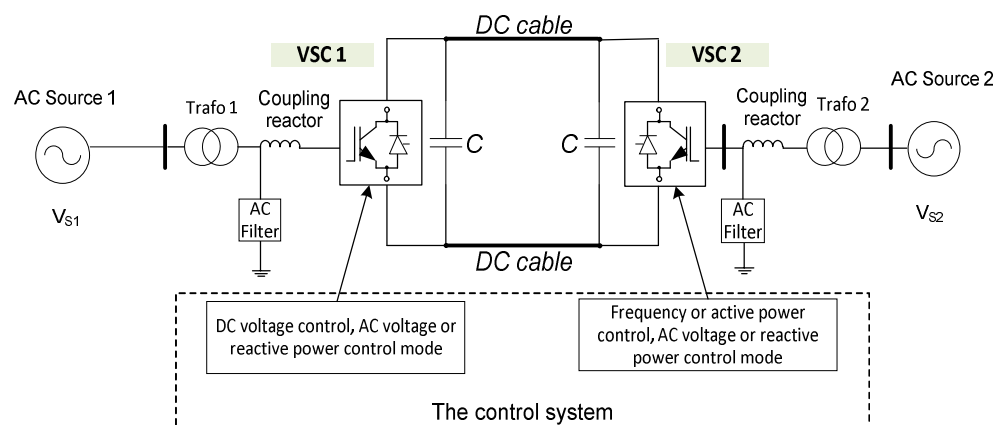 DC cable
VSC 1
VSC 2
AC Source 1
Trafo 1
Coupling
reactor
C
C
Coupling
reactor
Trafo 2
AC Source 2
V_S1
AC
Filter
AC
Filter
V_S2
DC cable
DC voltage control, AC voltage or
reactive power control mode
Frequency or active power
control, AC voltage or reactive
power control mode
The control system